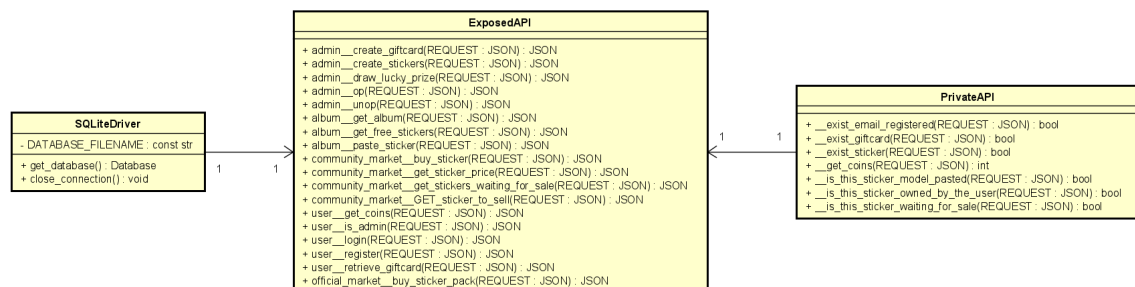 SQLiteDriver
- DATABASE_FILENAME : const str
+ get_database() : Database
+ close_connection() : void
1
1
ExposedAPI
+ admin__create_giftcard(REQUEST : JSON) : JSON
+ admin__create_stickers(REQUEST : JSON) : JSON
+ admin__draw_lucky_prize(REQUEST : JSON) : JSON
+ admin__op(REQUEST : JSON) : JSON
+ admin__unop(REQUEST : JSON) : JSON
+ album__get_album(REQUEST : JSON) : JSON
+ album__get_free_stickers(REQUEST : JSON) : JSON
+ album__paste_sticker(REQUEST : JSON) : JSON
+ community_market__buy_sticker(REQUEST : JSON) : JSON
+ community_market__get_sticker_price(REQUEST : JSON) : JSON
+ community_market__get_stickers_waiting_for_sale(REQUEST : JSON) : JSON
+ community_market__GET_sticker_to_sell(REQUEST : JSON) : JSON
+ user__get_coins(REQUEST : JSON) : JSON
+ user__is_admin(REQUEST : JSON) : JSON
+ user__login(REQUEST : JSON) : JSON
+ user__register(REQUEST : JSON) : JSON
+ user__retrieve_giftcard(REQUEST : JSON) : JSON
+ official_market__buy_sticker_pack(REQUEST : JSON) : JSON
1
1
PrivateAPI
+ __exist_email_registered(REQUEST : JSON) : bool
+ __exist_giftcard(REQUEST : JSON) : bool
+ __exist_sticker(REQUEST : JSON) : bool
+ __get_coins(REQUEST : JSON) : int
+ __is_this_sticker_model_pasted(REQUEST : JSON) : bool
+ __is_this_sticker_owned_by_the_user(REQUEST : JSON) : bool
+ __is_this_sticker_waiting_for_sale(REQUEST : JSON) : bool